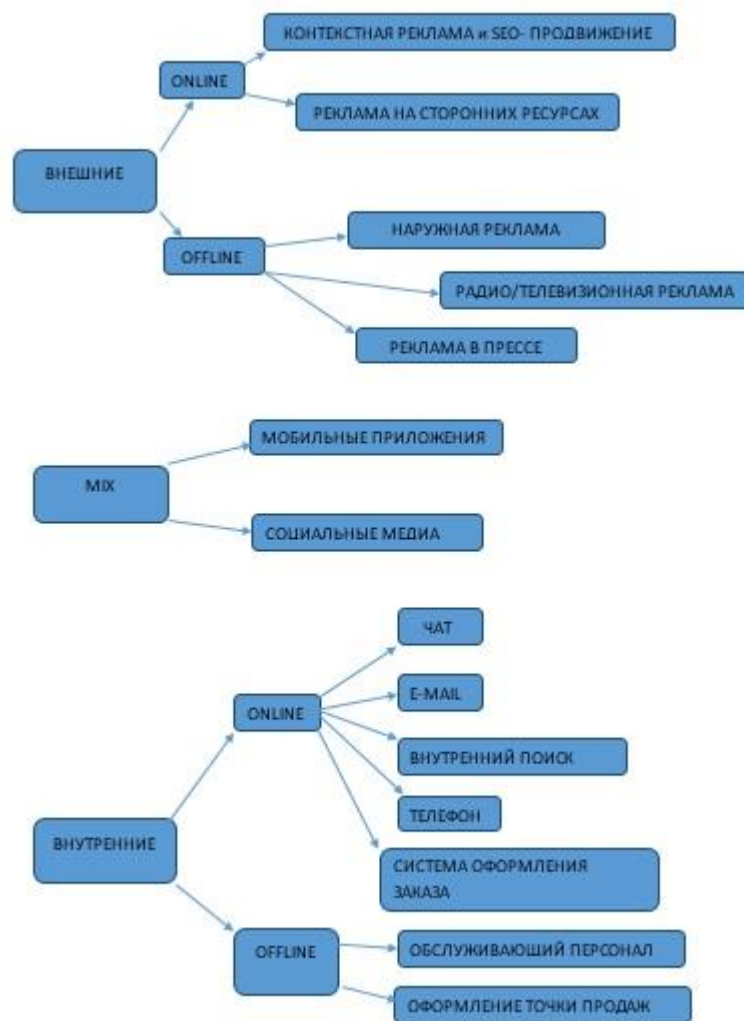 КОНТЕКСТНАЯ РЕКЛАМА и SEO- ПРОДВИЖЕНИЕ
ONLINE
РЕКЛАМА НА СТОРОННИХ РЕСУРСАХ
ВНЕШНИЕ
НАРУЖНАЯ РЕКЛАМА
OFFLINE
РАДИО/ТЕЛЕВИЗИОННАЯ РЕКЛАМА
РЕКЛАМА В ПРЕССЕ
МОБИЛЬНЫЕ ПРИЛОЖЕНИЯ
MIX
СОЦИАЛЬНЫЕ МЕДИА
ЧАТ
E-MAIL
ONLINE
ВНУТРЕННИЙ ПОИСК
ТЕЛЕФОН
ВНУТРЕННИЕ
СИСТЕМА ОФОРМЛЕНИЯ
ЗАКАЗА
OFFLINE
ОБСЛУЖИВАЮЩИЙ ПЕРСОНАЛ
ОФОРМЛЕНИЕ ТОЧКИ ПРОДАЖ